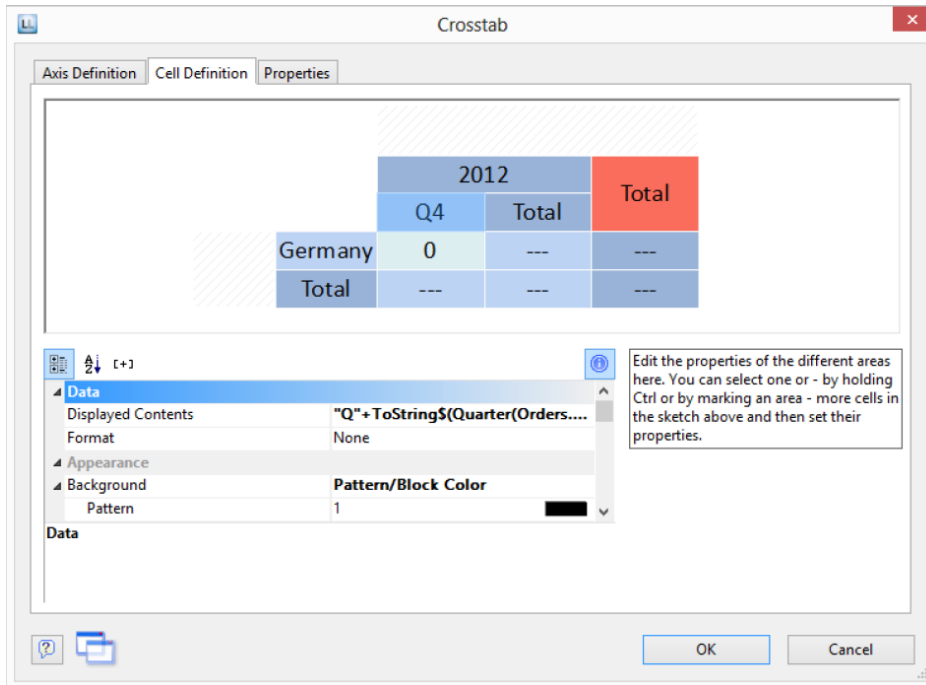 LL
Crosstab
Axis Definition Cell Definition Properties
2012 Total
Q4 Total
Germany 0 --- ---
Total --- --- ---
A Z [+]
Edit the properties of the different areas
here. You can select one or - by holding
Ctrl or by marking an area - more cells in
the sketch above and then set their
properties.
Data
Displayed Contents "Q"+ToString$(Quarter(Orders....
Format None
Appearance
Background Pattern/Block Color
Pattern 1
Data
OK Cancel